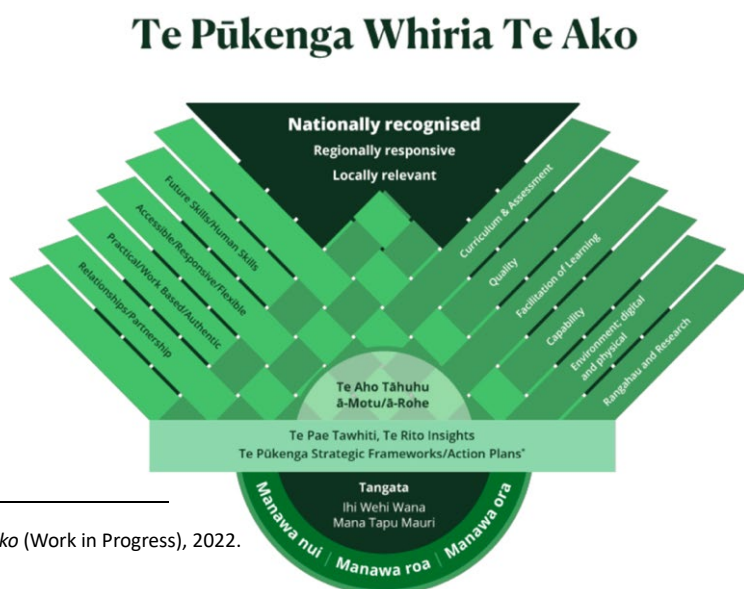 Te Pūkenga Whiria Te Ako
Nationally recognised
Regionally responsive
Locally relevant
Future Skills/Human Skills
Accessible/Responsive/Flexible
Practical/Work Based/Authentic
Relationships/Partnership
Curriculum & Assessment
Quality
Facilitation of Learning
Capability
Environment; digital
and physical
Rangahau and Research
Te Aho Tāhuhu
ā-Motu/ā-Rohe
Te Pae Tawhiti, Te Rito Insights
Te Pūkenga Strategic Frameworks/Action Plans*
Tangata
Ihi Wehi Wana
Mana Tapu Mauri
Manawa nui | Manawa roa | Manawa ora
ko (Work in Progress), 2022.